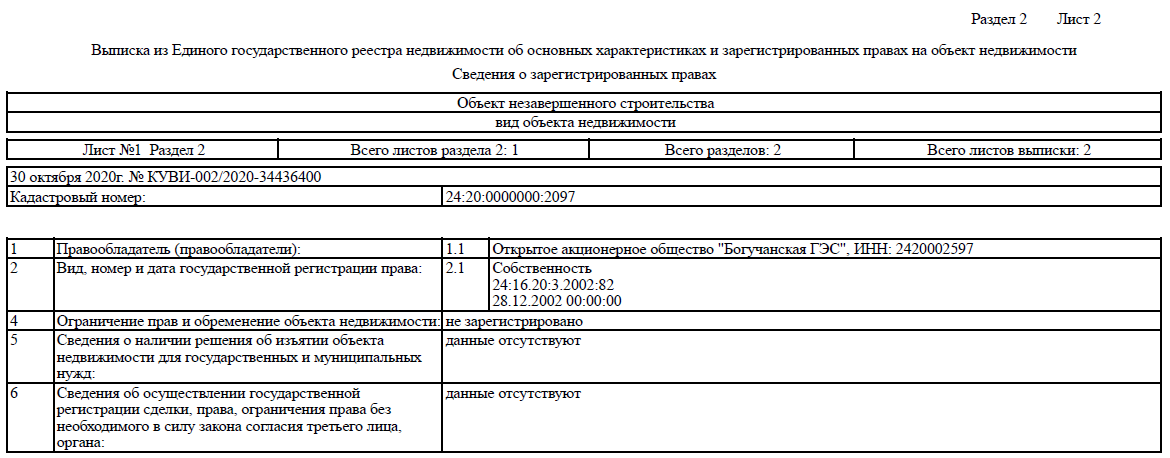 Раздел 2 Лист 2
Выписка из Единого государственного реестра недвижимости об основных характеристиках и зарегистрированных правах на объект недвижимости
Сведения о зарегистрированных правах
Объект незавершенного строительства
вид объекта недвижимости
Лист №1 Раздел 2 Всего листов раздела 2: 1 Всего разделов: 2 Всего листов выписки: 2
30 октября 2020г. № КУВИ-002/2020-34436400
Кадастровый номер: 24:20:0000000:2097
1 Правообладатель (правообладатели): 1.1 Открытое акционерное общество "Богучанская ГЭС", ИНН: 2420002597
2 Вид, номер и дата государственной регистрации права: 2.1 Собственность
24:16.20:3.2002:82
28.12.2002 00:00:00
4 Ограничение прав и обременение объекта недвижимости: не зарегистрировано
5 Сведения о наличии решения об изъятии объекта данные отсутствуют
недвижимости для государственных и муниципальных
нужд:
6 Сведения об осуществлении государственной данные отсутствуют
регистрации сделки, права, ограничения права без
необходимого в силу закона согласия третьего лица,
органа: